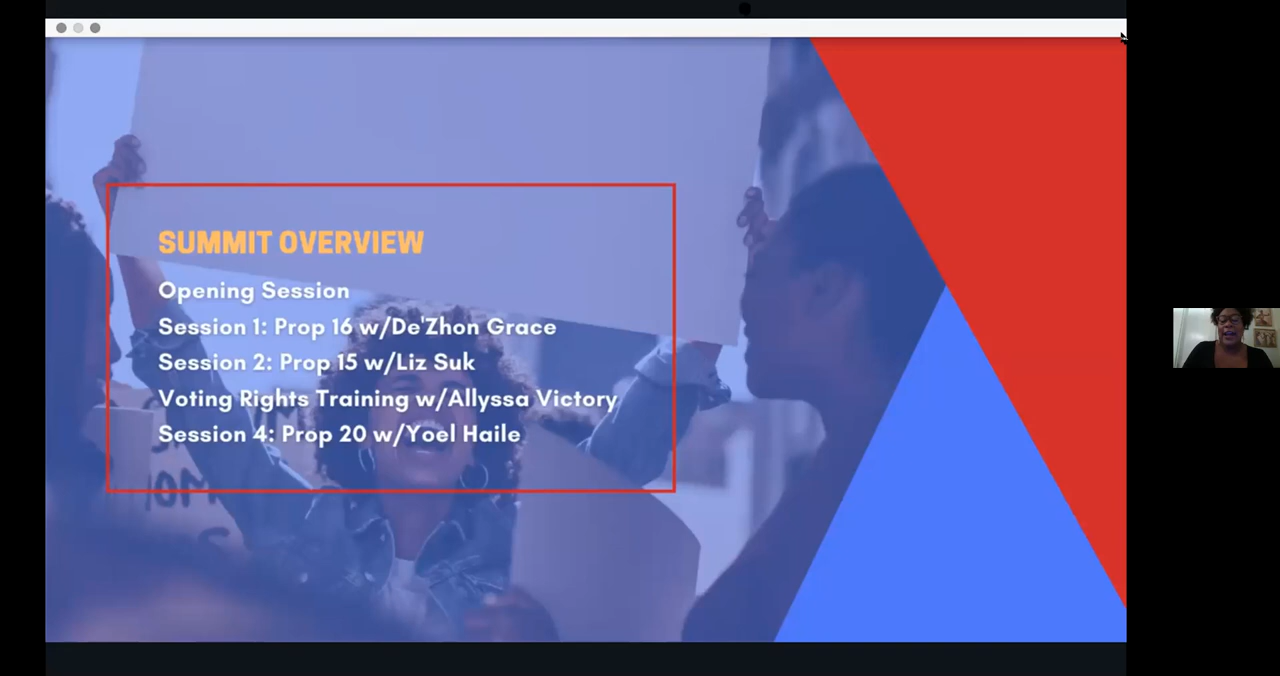 SUMMIT OVERVIEW
Opening Session
Session 1: Prop 16 w/De'Zhon Grace
Session 2: Prop 15 w/Liz Suk
Voting Rights Training w/Allyssa Victory
Session 4: Prop 20 w/Yoel Haile